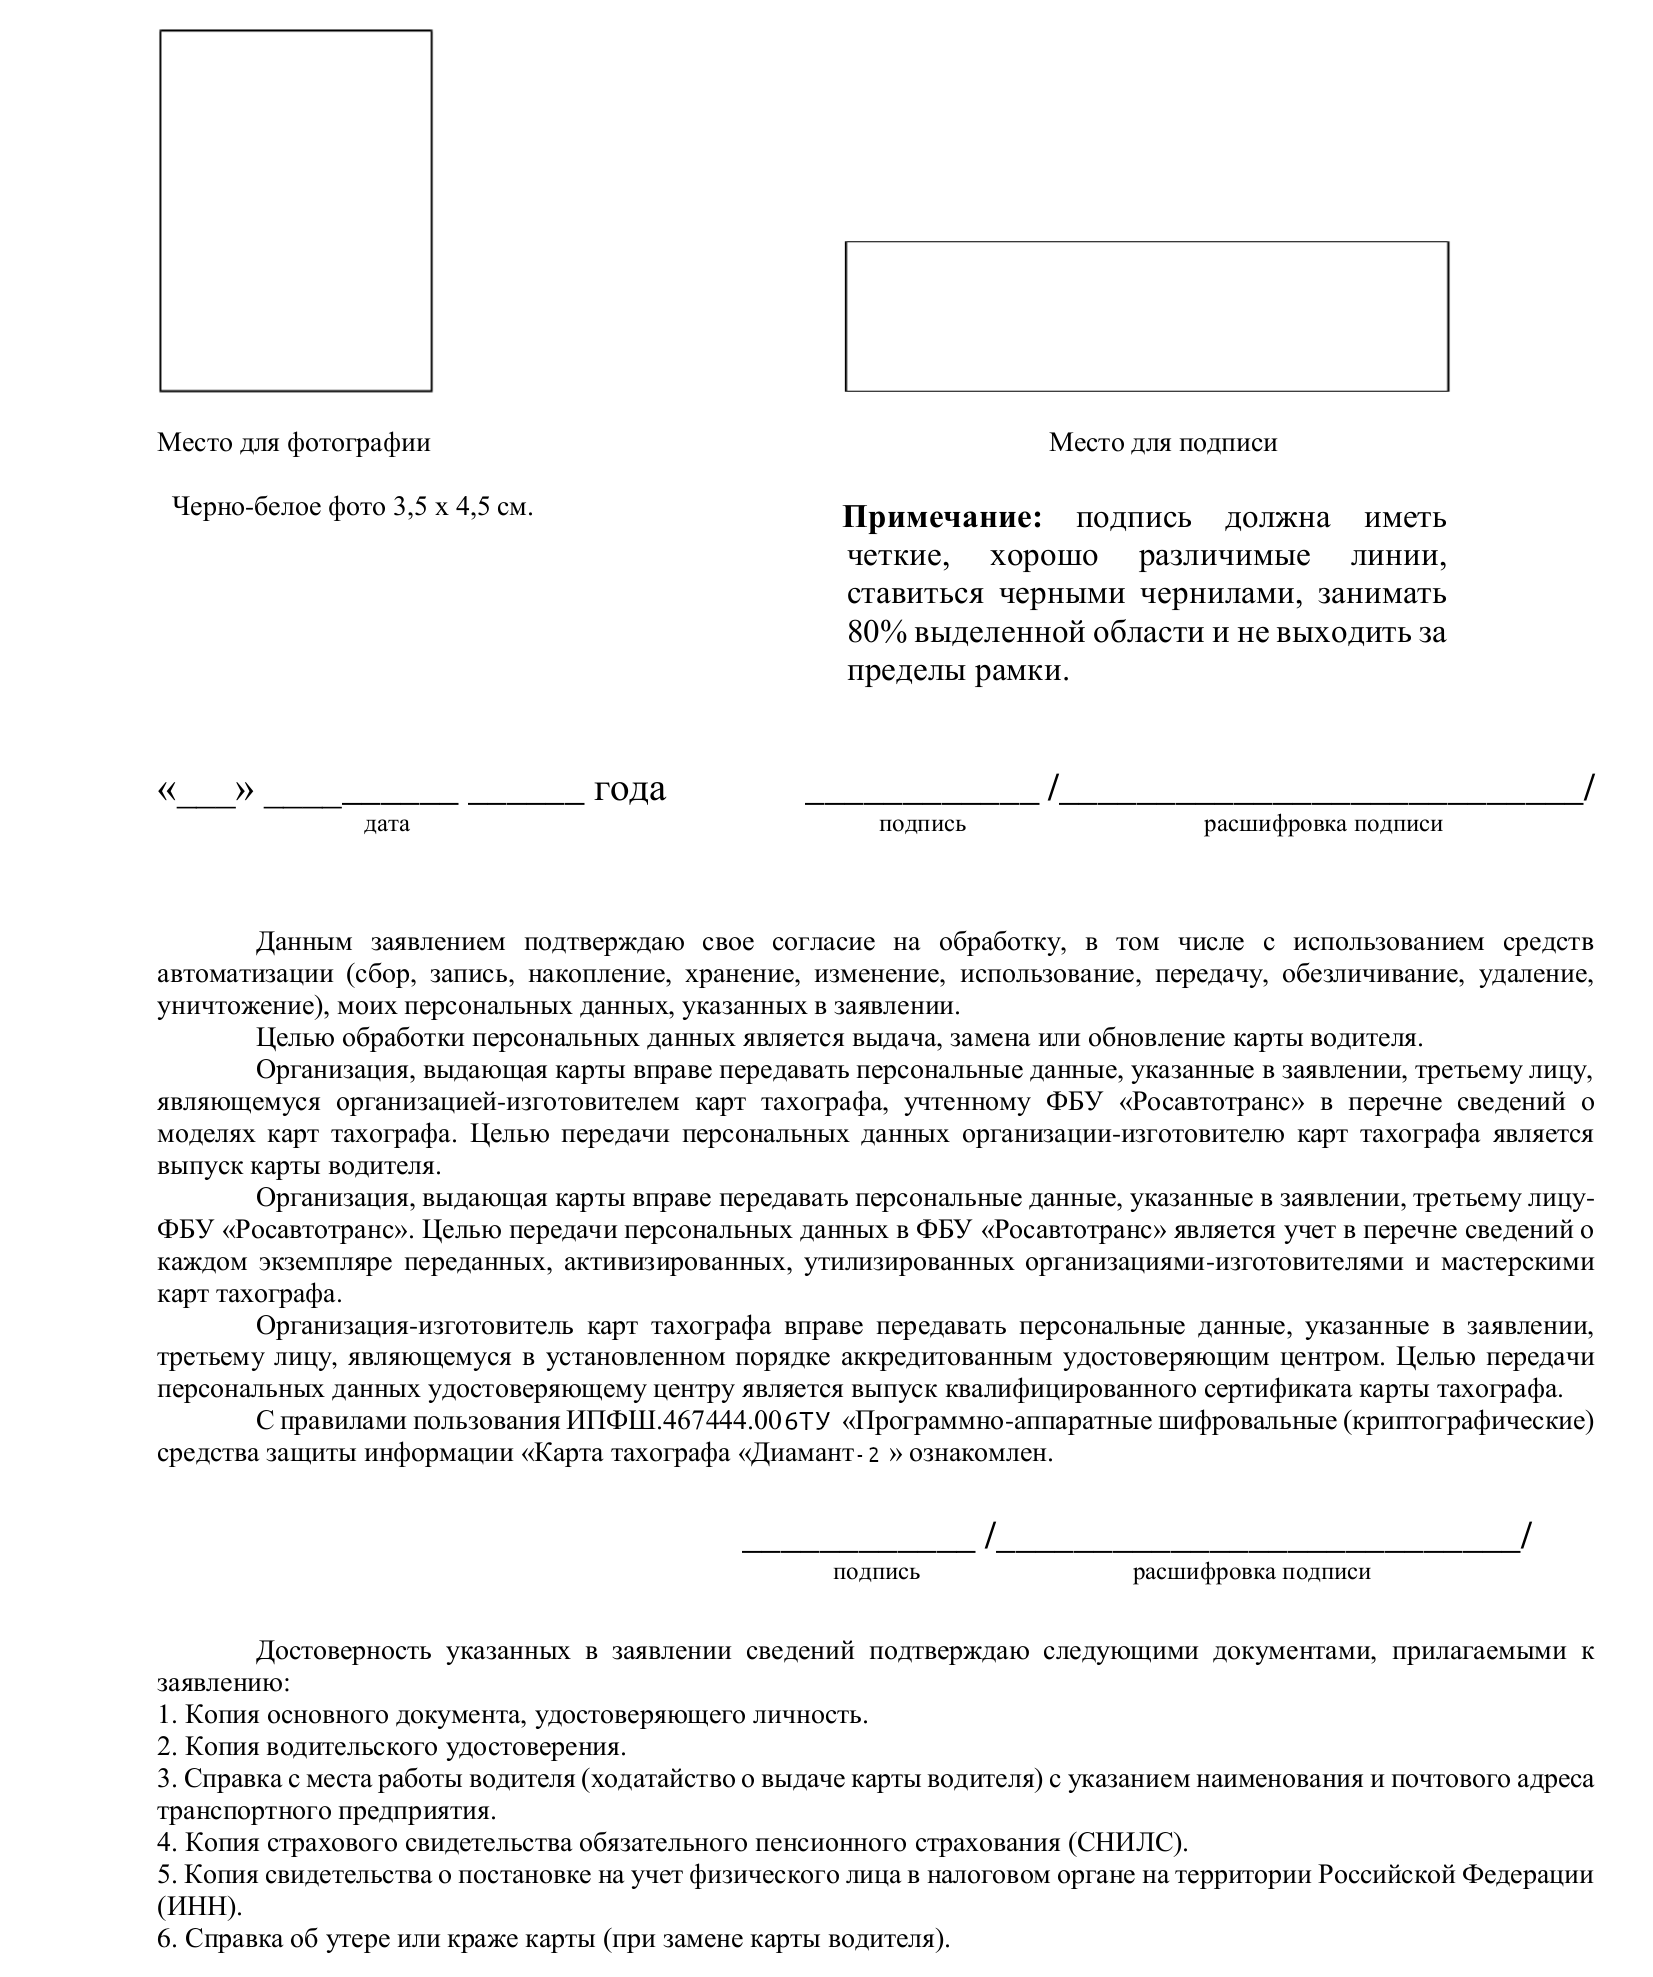 Место для фотографии
Место для подписи
Черно-белое фото 3,5 х 4,5 см.
Примечание: подпись должна иметь
четкие, хорошо различимые линии,
ставиться черными чернилами, занимать
80% выделенной области и не выходить за
пределы рамки.
«___» __________ ______ года ____________ /___________________________/
дата подпись расшифровка подписи
Данным заявлением подтверждаю свое согласие на обработку, в том числе с использованием средств
автоматизации (сбор, запись, накопление, хранение, изменение, использование, передачу, обезличивание, удаление,
уничтожение), моих персональных данных, указанных в заявлении.
Целью обработки персональных данных является выдача, замена или обновление карты водителя.
Организация, выдающая карты вправе передавать персональные данные, указанные в заявлении, третьему лицу,
являющемуся организацией-изготовителем карт тахографа, учтенному ФБУ «Росавтотранс» в перечне сведений о
моделях карт тахографа. Целью передачи персональных данных организации-изготовителю карт тахографа является
выпуск карты водителя.
Организация, выдающая карты вправе передавать персональные данные, указанные в заявлении, третьему лицу-
ФБУ «Росавтотранс». Целью передачи персональных данных в ФБУ «Росавтотранс» является учет в перечне сведений о
каждом экземпляре переданных, активизированных, утилизированных организациями-изготовителями и мастерскими
карт тахографа.
Организация-изготовитель карт тахографа вправе передавать персональные данные, указанные в заявлении,
третьему лицу, являющемуся в установленном порядке аккредитованным удостоверяющим центром. Целью передачи
персональных данных удостоверяющему центру является выпуск квалифицированного сертификата карты тахографа.
С правилами пользования ИПФШ.467444.006ТУ «Программно-аппаратные шифровальные (криптографические)
средства защиты информации «Карта тахографа «Диамант-2 » ознакомлен.
____________ /___________________________/
подпись расшифровка подписи
Достоверность указанных в заявлении сведений подтверждаю следующими документами, прилагаемыми к
заявлению:
1. Копия основного документа, удостоверяющего личность.
2. Копия водительского удостоверения.
3. Справка с места работы водителя (ходатайство о выдаче карты водителя) с указанием наименования и почтового адреса
транспортного предприятия.
4. Копия страхового свидетельства обязательного пенсионного страхования (СНИЛС).
5. Копия свидетельства о постановке на учет физического лица в налоговом органе на территории Российской Федерации
(ИНН).
6. Справка об утере или краже карты (при замене карты водителя).